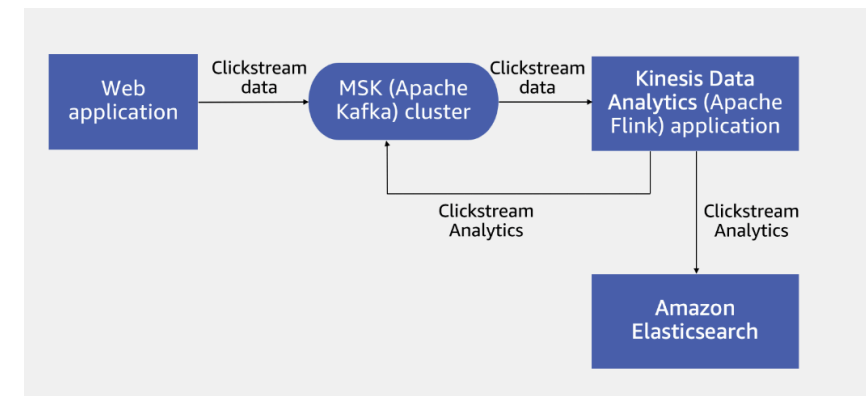 Web
application
Clickstream
data
MSK (Apache
Kafka) cluster
Clickstream
data
Kinesis Data
Analytics (Apache
Flink) application
Clickstream
Analytics
Clickstream
Analytics
Amazon
Elasticsearch